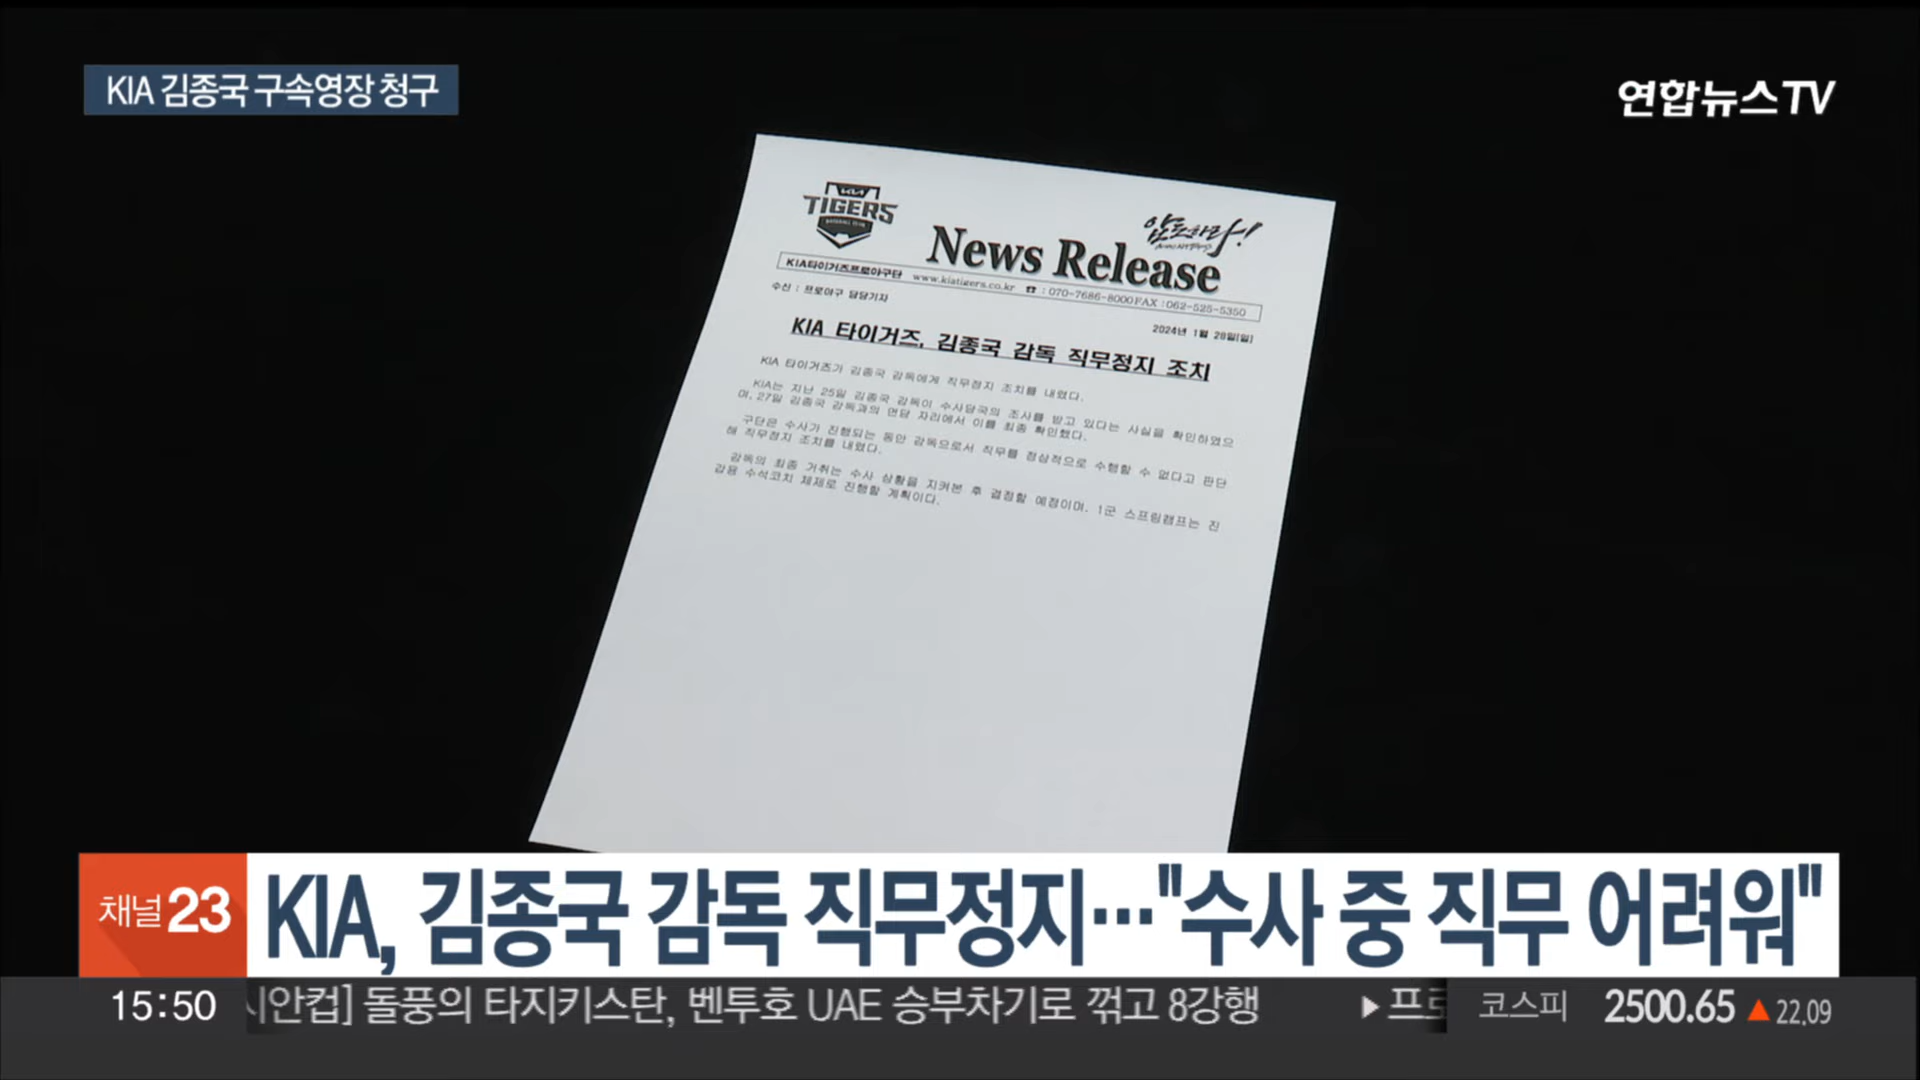 KIA 김종국 구속영장 청구
연합뉴스TV
KIA
TIGERS
압도하라!
News Release
KIA타이거즈프로야구단 www.kiatigers.co.kr ☎ : 070-7686-8000 FAX : 062-525-5350
수신 : 프로야구 담당기자
2024년 1월 28일(일)
KIA 타이거즈, 김종국 감독 직무정지 조치
KIA 타이거즈가 김종국 감독에게 직무정지 조치를 내렸다.
KIA는 지난 25일 김종국 감독이 수사당국의 조사를 받고 있다는 사실을 확인하였으
며, 27일 김종국 감독과의 면담 자리에서 이를 최종 확인했다.
구단은 수사가 진행되는 동안 감독으로서 직무를 정상적으로 수행할 수 없다고 판단
해 직무정지 조치를 내렸다.
감독의 최종 거취는 수사 상황을 지켜본 후 결정할 예정이며, 1군 스프링캠프는 진
갑용 수석코치 체제로 진행할 계획이다.
채널 23
KIA, 김종국 감독 직무정지…"수사 중 직무 어려워"
15:50 시안컵] 돌풍의 타지키스탄, 벤투호 UAE 승부차기로 꺾고 8강행 ▶프로 코스피 2500.65 ▲ 22.09